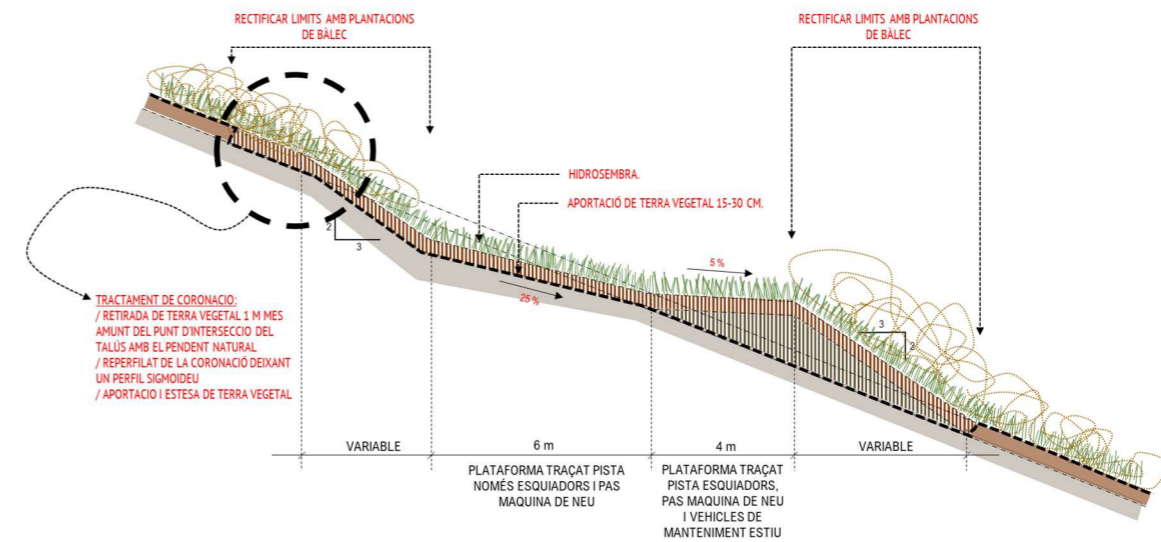 RECTIFICAR LIMITS AMB PLANTACIONS
DE BÀLEC
RECTIFICAR LIMITS AMB PLANTACIONS
DE BÀLEC
HIDROSEMBRA.
APORTACIÓ DE TERRA VEGETAL 15-30 CM.
2
3
5 %
25 %
3
2
TRACTAMENT DE CORONACIO:
/ RETIRADA DE TERRA VEGETAL 1 M MES
AMUNT DEL PUNT D'INTERSECCIO DEL
TALÚS AMB EL PENDENT NATURAL
/ REPERFILAT DE LA CORONACIÓ DEIXANT
UN PERFIL SIGMOIDEU
/ APORTACIO I ESTESA DE TERRA VEGETAL
VARIABLE
6 m
4 m
VARIABLE
PLATAFORMA TRAÇAT PISTA
NOMÉS ESQUIADORS I PAS
MAQUINA DE NEU
PLATAFORMA TRAÇAT
PISTA ESQUIADORS,
PAS MAQUINA DE NEU
I VEHICLES DE
MANTENIMENT ESTIU